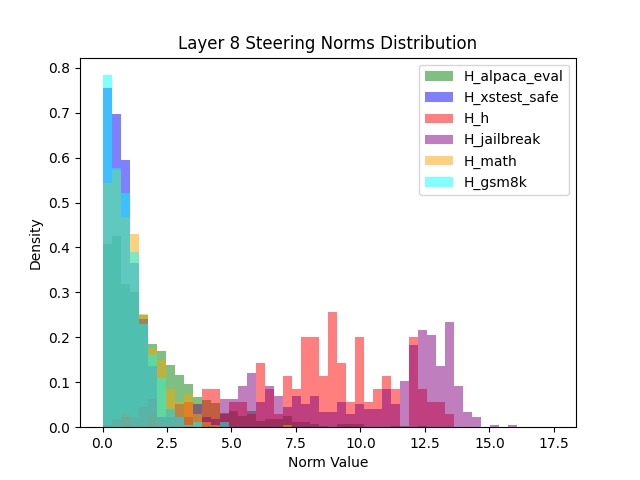 Layer 8 Steering Norms Distribution
0.8
0.7
0.6
0.5
0.4
0.3
0.2
0.1
0.0
Density
H_alpaca_eval
H_xstest_safe
H_h
H_jailbreak
H_math
H_gsm8k
0.0 2.5 5.0 7.5 10.0 12.5 15.0 17.5
Norm Value